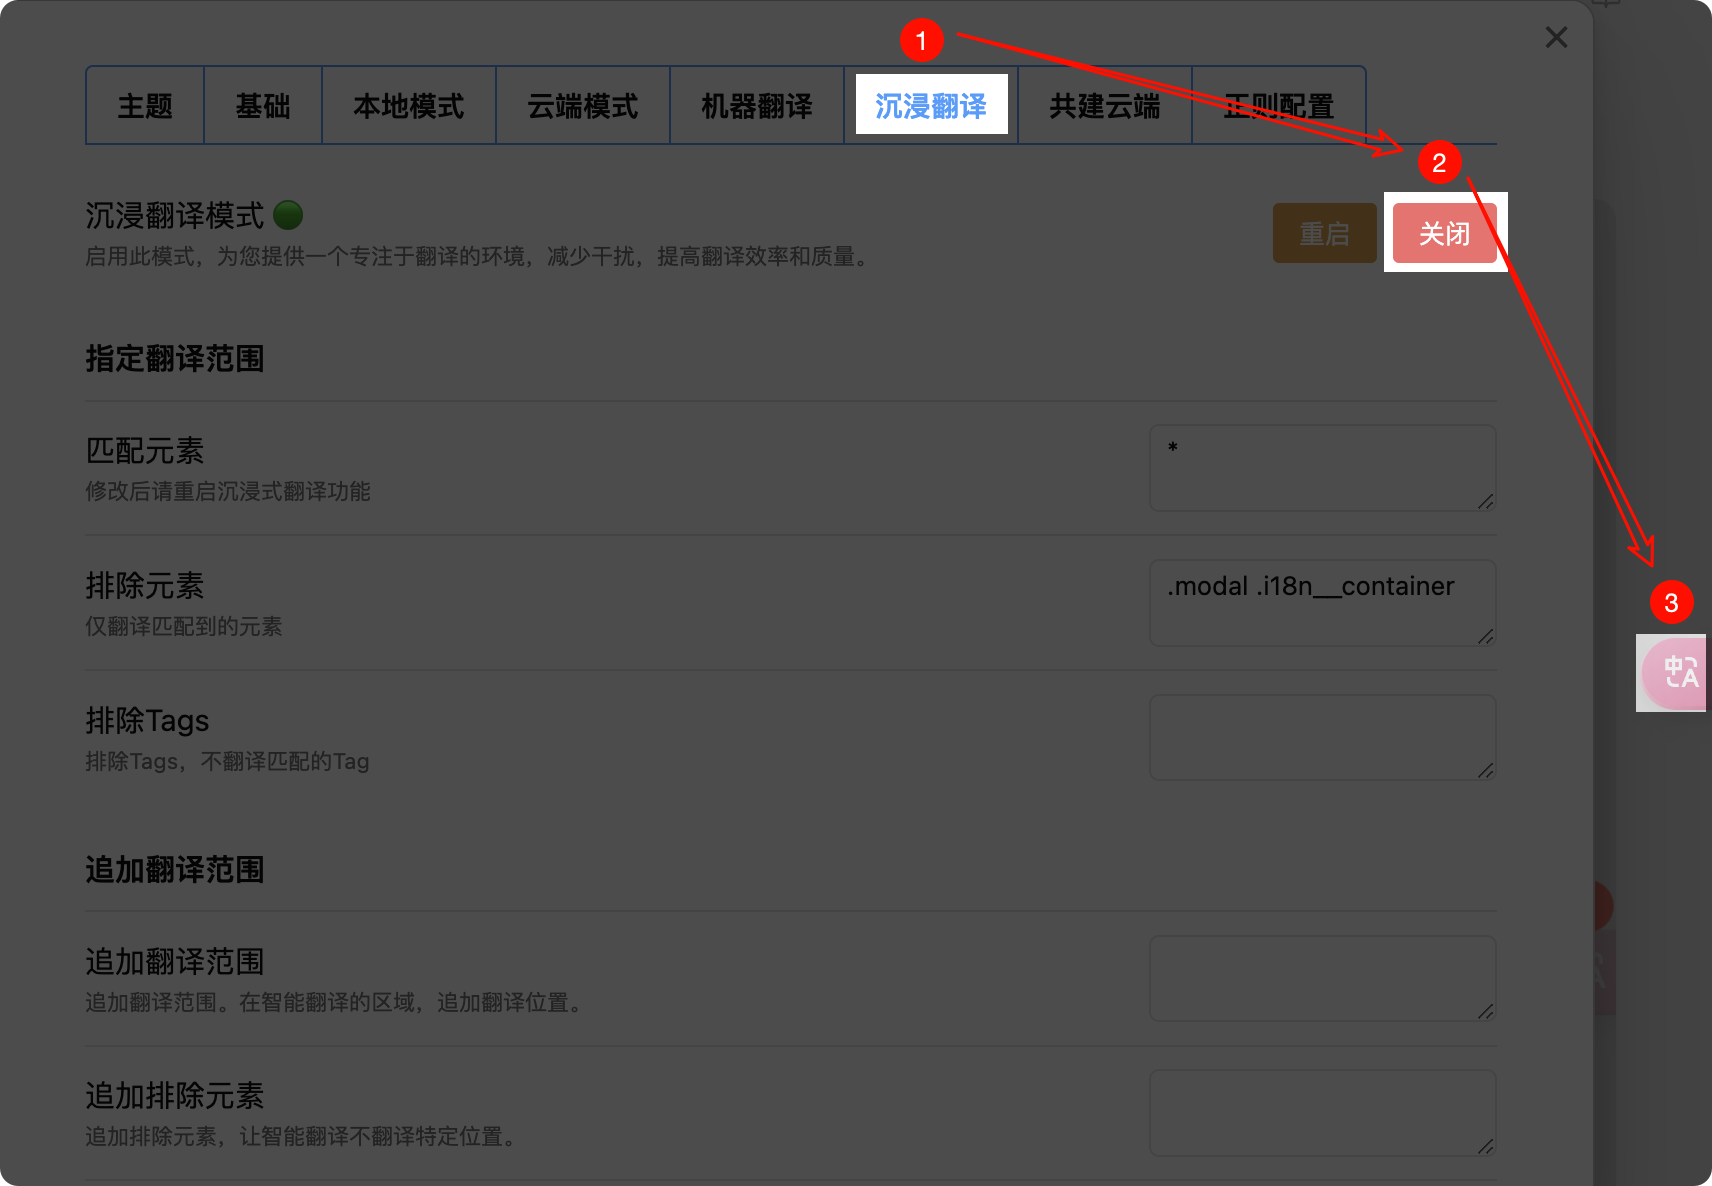 1
主题 基础 本地模式 云端模式 机器翻译 沉浸翻译 共建云端 正则配置
2
沉浸翻译模式
启用此模式，为您提供一个专注于翻译的环境，减少干扰，提高翻译效率和质量。
重启 关闭
指定翻译范围
匹配元素
修改后请重启沉浸式翻译功能
*
排除元素
仅翻译匹配到的元素
.modal .i18n__container
3
中A
排除Tags
排除Tags，不翻译匹配的Tag
追加翻译范围
追加翻译范围
追加翻译范围。在智能翻译的区域，追加翻译位置。
追加排除元素
追加排除元素，让智能翻译不翻译特定位置。